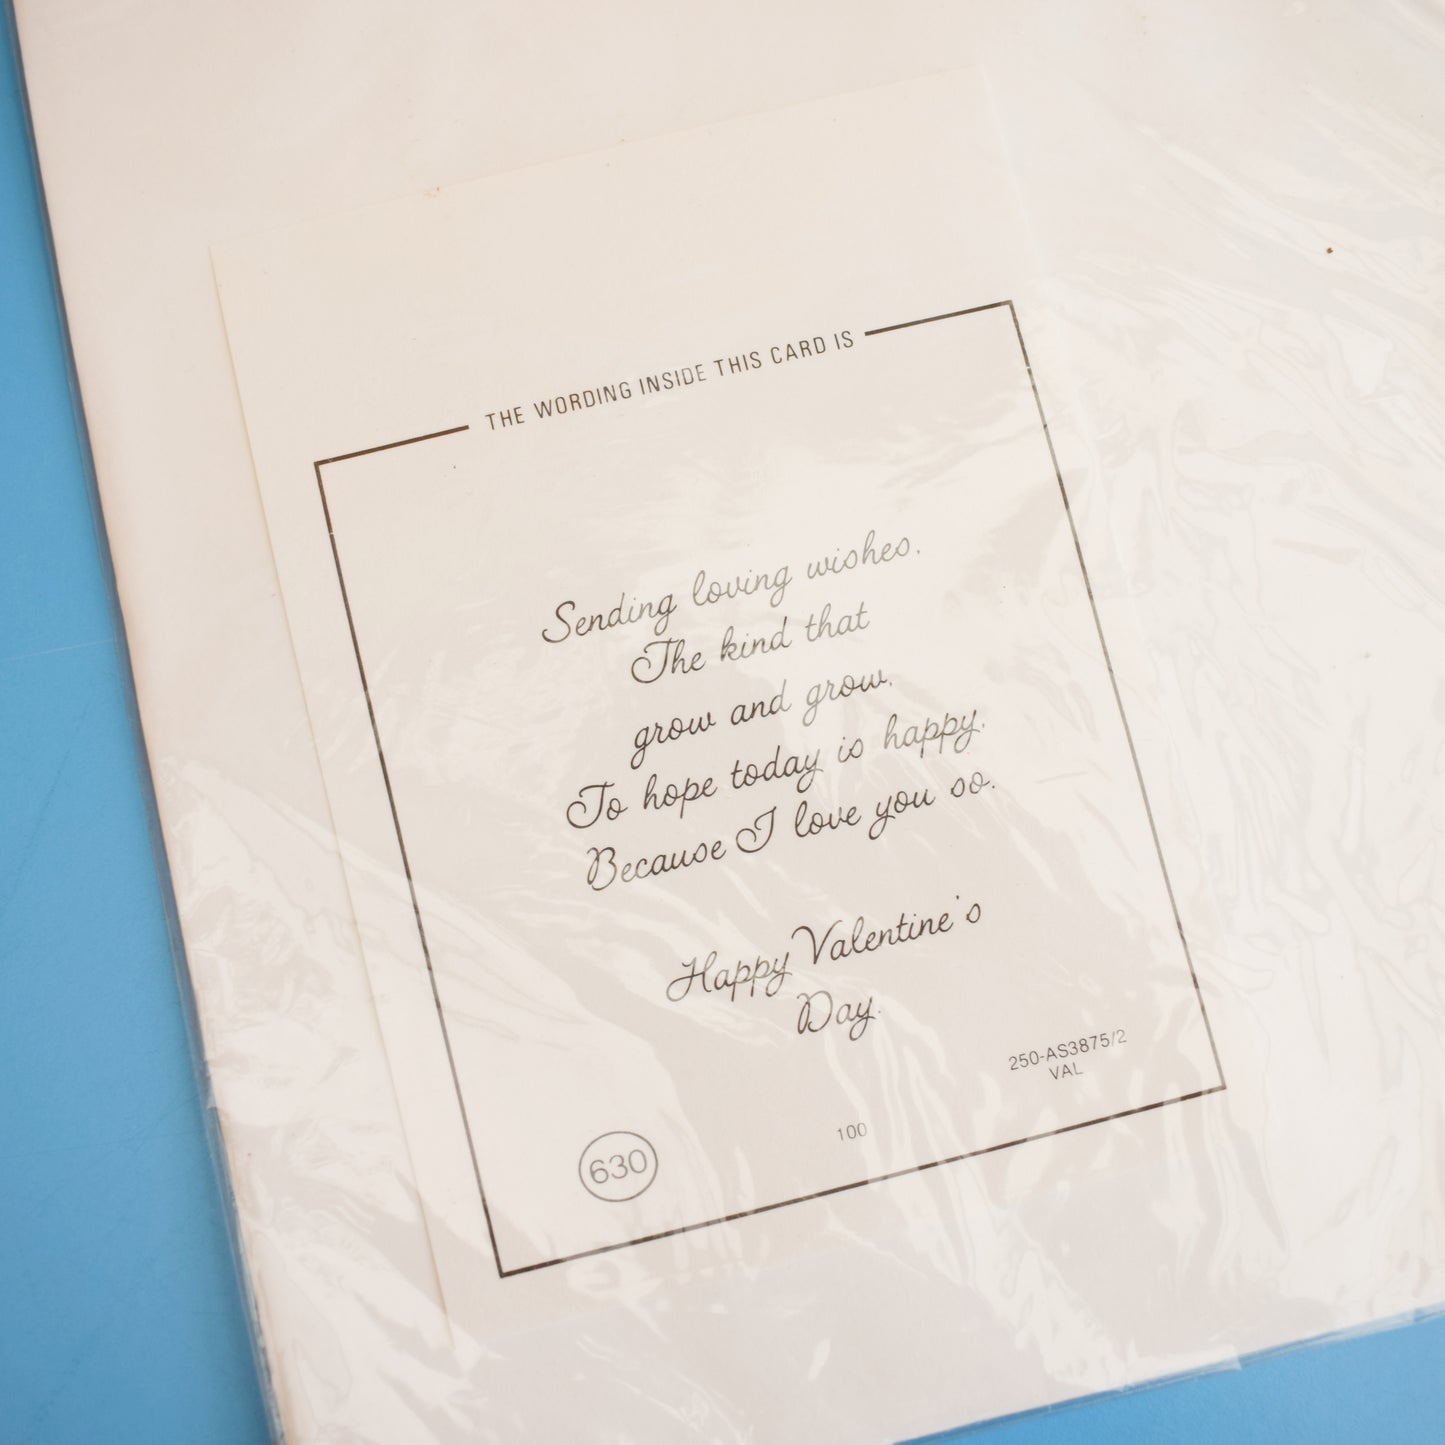 THE WORDING INSIDE THIS CARD IS
Sending loving wishes,
The kind that
grow and grow,
To hope today is happy,
Because I love you so.
Happy Valentine's
Day.
250-AS3875/2
VAL
100
630